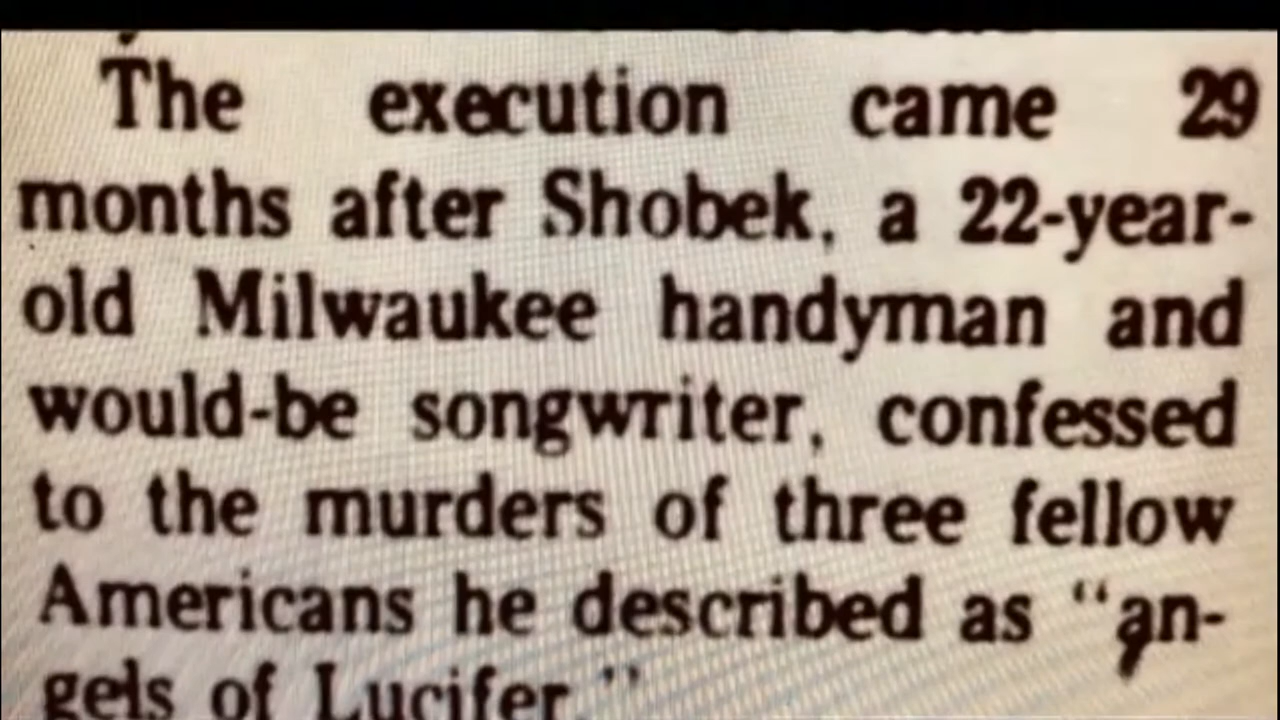 The execution came 29
months after Shobek, a 22-year-
old Milwaukee handyman and
would-be songwriter, confessed
to the murders of three fellow
Americans he described as “an-
gels of Lucifer.”